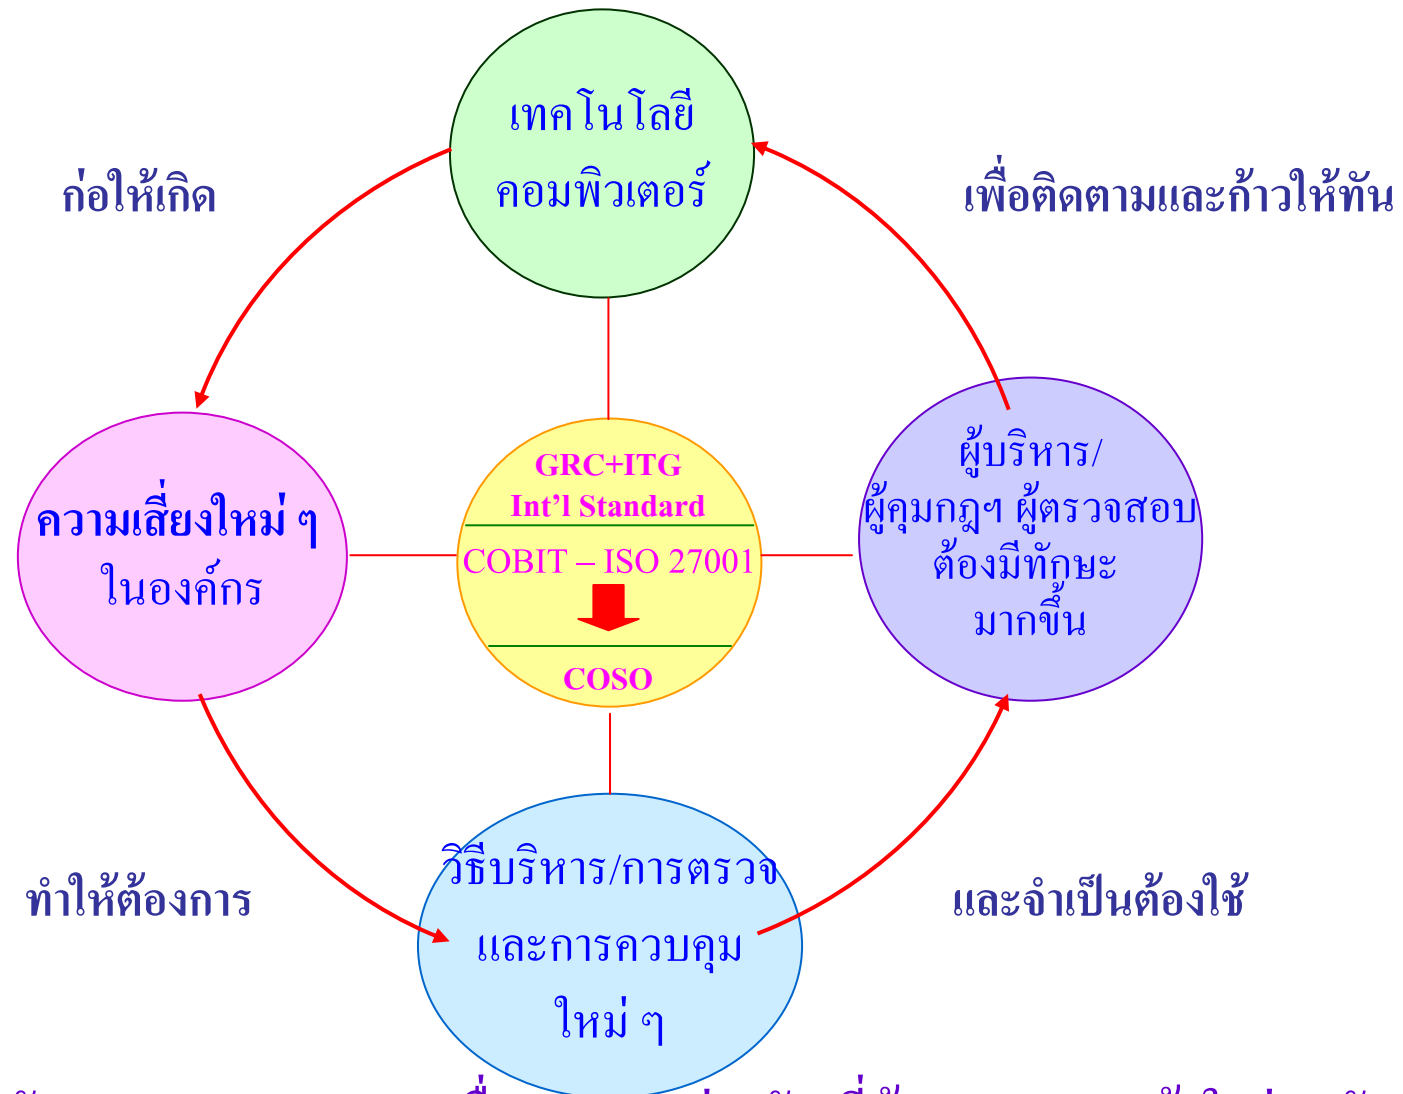 เทคโนโลยี
คอมพิวเตอร์
ก่อให้เกิด
เพื่อติดตามและก้าวให้ทัน
ความเสี่ยงใหม่ ๆ
ในองค์กร
GRC+ITG
Int’l Standard
COBIT – ISO 27001
COSO
ผู้บริหาร/
ผู้คุมกฎฯ ผู้ตรวจสอบ
ต้องมีทักษะ
มากขึ้น
ทำให้ต้องการ
และจำเป็นต้องใช้
วิธีบริหาร/การตรวจ
และการควบคุม
ใหม่ ๆ